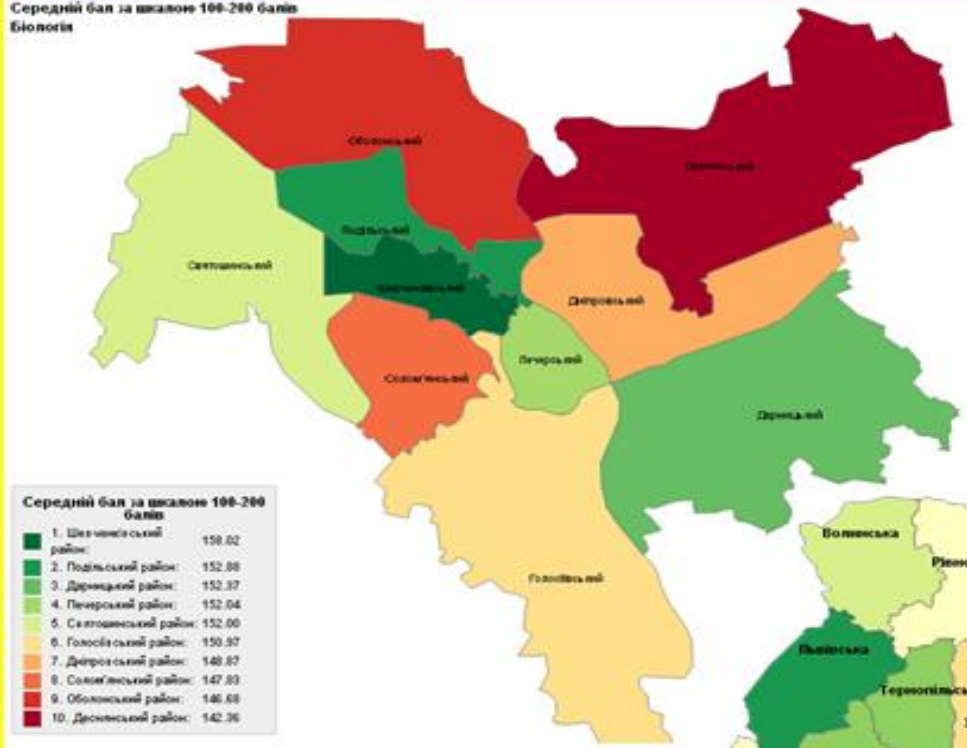 Середній бал за шкалою 100-200 балів
Біологія
Оболонський
Деснянський
Подільський
Святошинський
Шевченківський
Дніпровський
Печерський
Солом'янський
Дарницький
Голосіївський
Середній бал за шкалою 100-200
балів
1. Шевченківський
район: 158.02
2. Подільський район: 152.88
3. Дарницький район: 152.37
4. Печерський район: 152.04
5. Святошинський район: 152.00
6. Голосіївський район: 150.97
7. Дніпровський район: 148.87
8. Солом'янський район: 147.83
9. Оболонський район: 146.68
10. Деснянський район: 142.36
Волинська
Рівн
Львівська
Тернопільсь